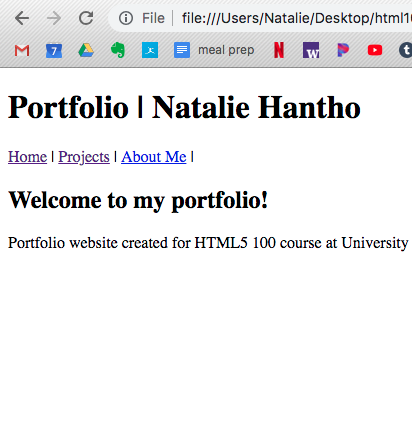 File | file:///Users/Natalie/Desktop/html10
7 meal prep N W
Portfolio | Natalie Hantho
Home | Projects | About Me |
Welcome to my portfolio!
Portfolio website created for HTML5 100 course at University